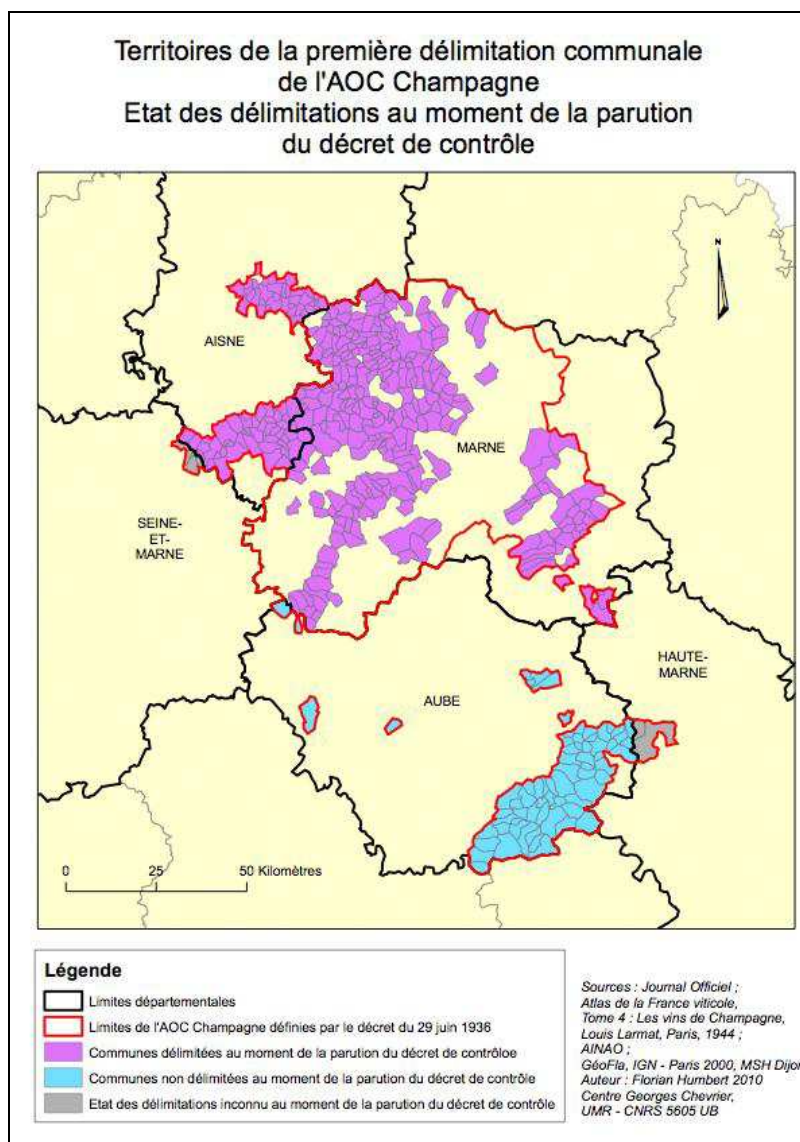 Territoires de la première délimitation communale
de l'AOC Champagne
Etat des délimitations au moment de la parution
du décret de contrôle
N
AISNE
MARNE
SEINE-
ET-
MARNE
HAUTE-
MARNE
AUBE
0 25 50 Kilomètres
Légende
Limites départementales
Limites de l'AOC Champagne définies par le décret du 29 juin 1936
Communes délimitées au moment de la parution du décret de contrôloe
Communes non délimitées au moment de la parution du décret de contrôle
Etat des délimitations inconnu au moment de la parution du décret de contrôle
Sources : Journal Officiel ;
Atlas de la France viticole,
Tome 4 : Les vins de Champagne,
Louis Larmat, Paris, 1944 ;
AINAO ;
GéoFla, IGN - Paris 2000, MSH Dijon
Auteur : Florian Humbert 2010
Centre Georges Chevrier,
UMR - CNRS 5605 UB